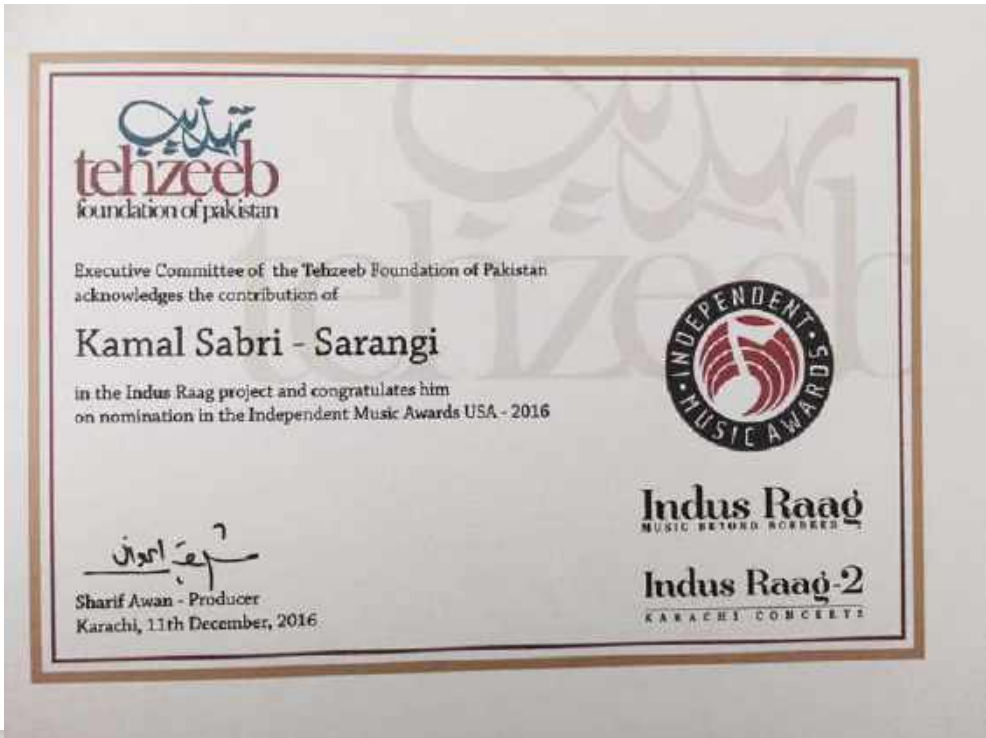 تہذیب
tehzeeb
foundation of pakistan
Executive Committee of the Tehzeeb Foundation of Pakistan
acknowledges the contribution of
Kamal Sabri - Sarangi
in the Indus Raag project and congratulates him
on nomination in the Independent Music Awards USA - 2016
INDEPENDENT • MUSIC AWARDS •
Indus Raag
MUSIC BEYOND BORDERS
Indus Raag-2
KARACHI CONCERTS
شریف اعوان
Sharif Awan - Producer
Karachi, 11th December, 2016